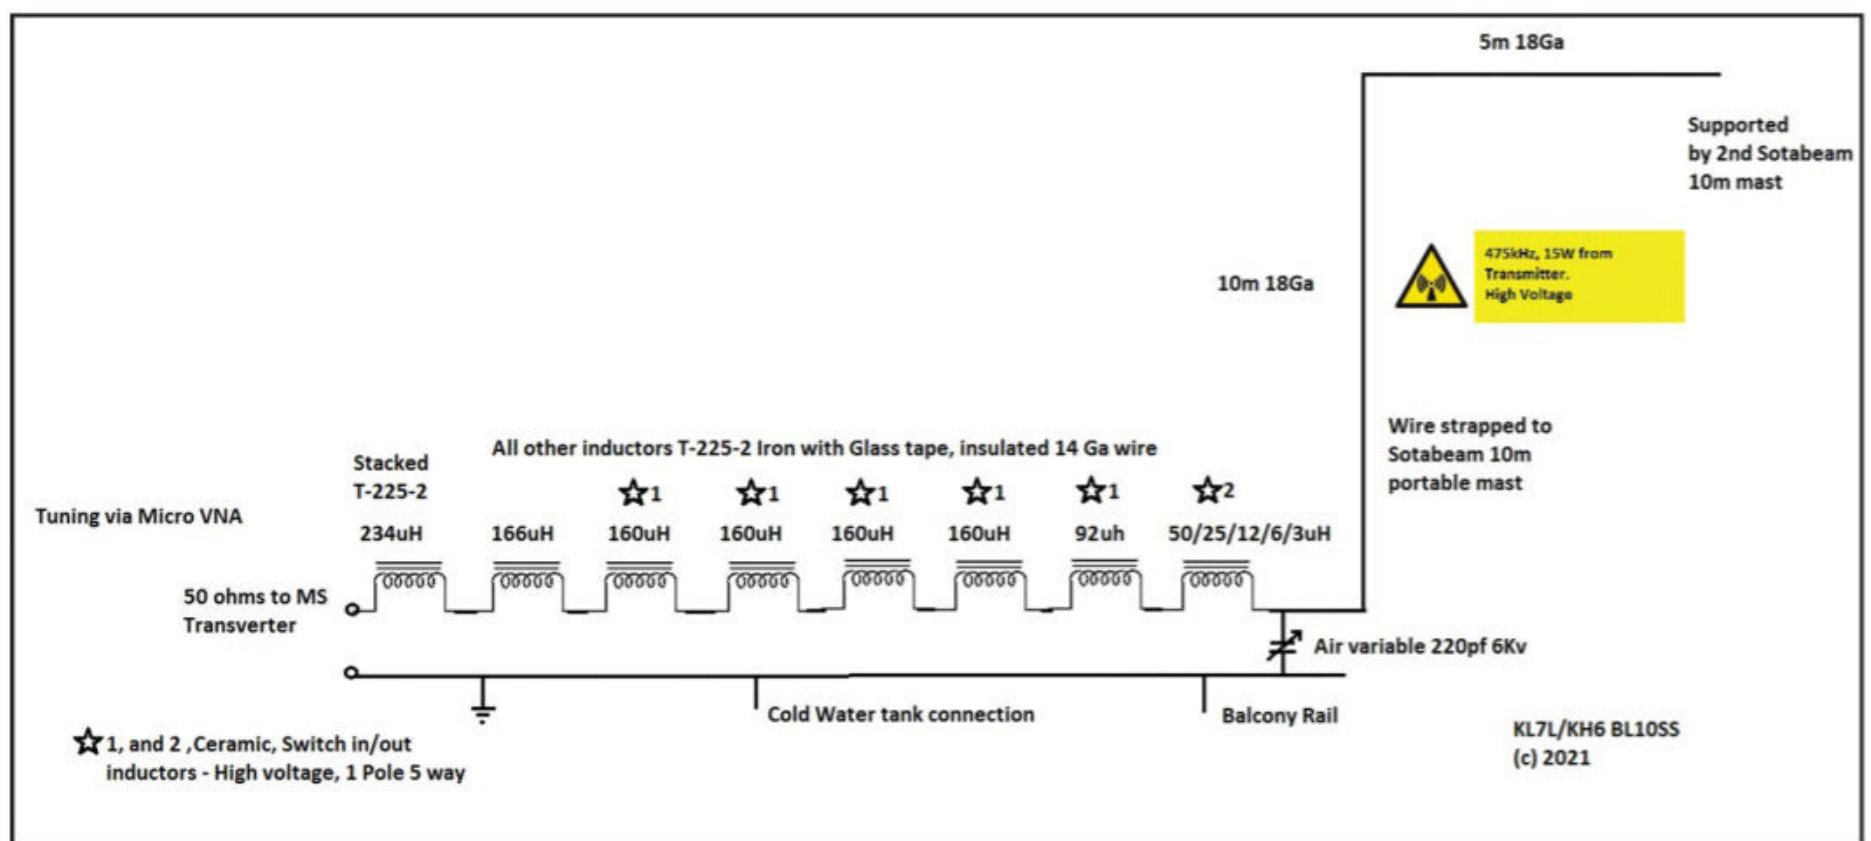 5m 18Ga
Supported
by 2nd Sotabeam
10m mast
475kHz, 15W from
Transmitter.
High Voltage
10m 18Ga
Wire strapped to
Sotabeam 10m
portable mast
All other inductors T-225-2 Iron with Glass tape, insulated 14 Ga wire
Stacked
T-225-2
1 1 1 1 1 2
Tuning via Micro VNA
234uH 166uH 160uH 160uH 160uH 160uH 92uh 50/25/12/6/3uH
50 ohms to MS
Transverter
Air variable 220pf 6Kv
Cold Water tank connection
Balcony Rail
1, and 2 ,Ceramic, Switch in/out
inductors - High voltage, 1 Pole 5 way
KL7L/KH6 BL10SS
(c) 2021